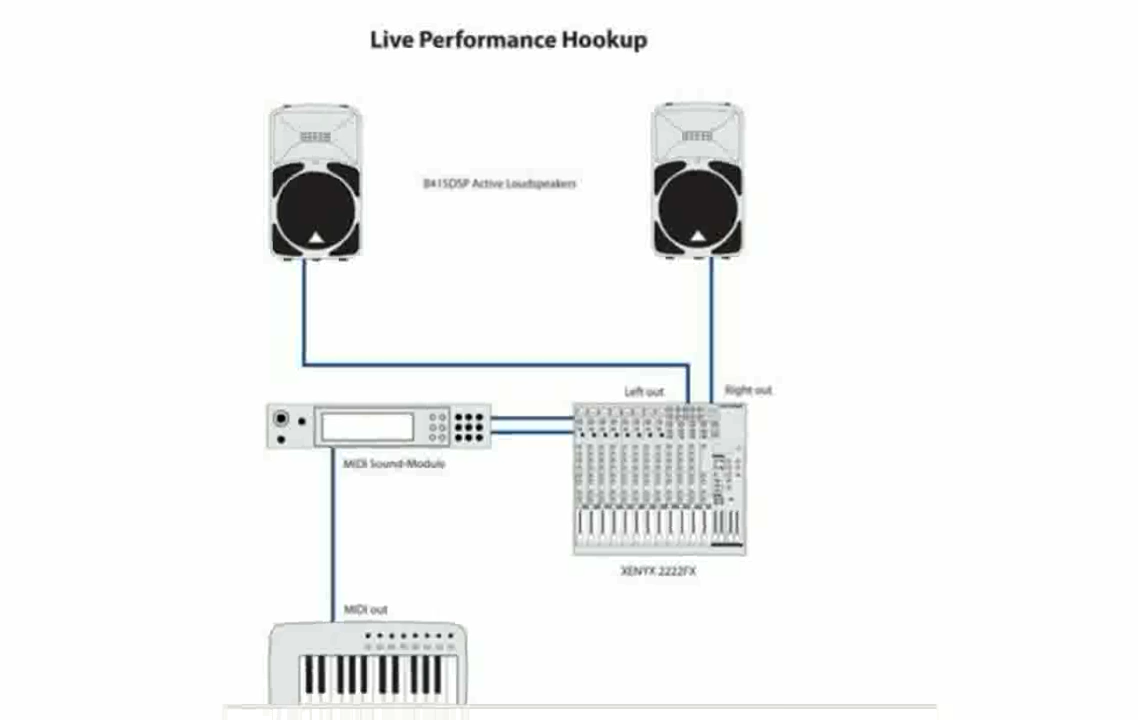 Live Performance Hookup
B415DSP Active Loudspeakers
Left out
Right out
MIDI Sound-Module
XENYX 2222FX
MIDI out